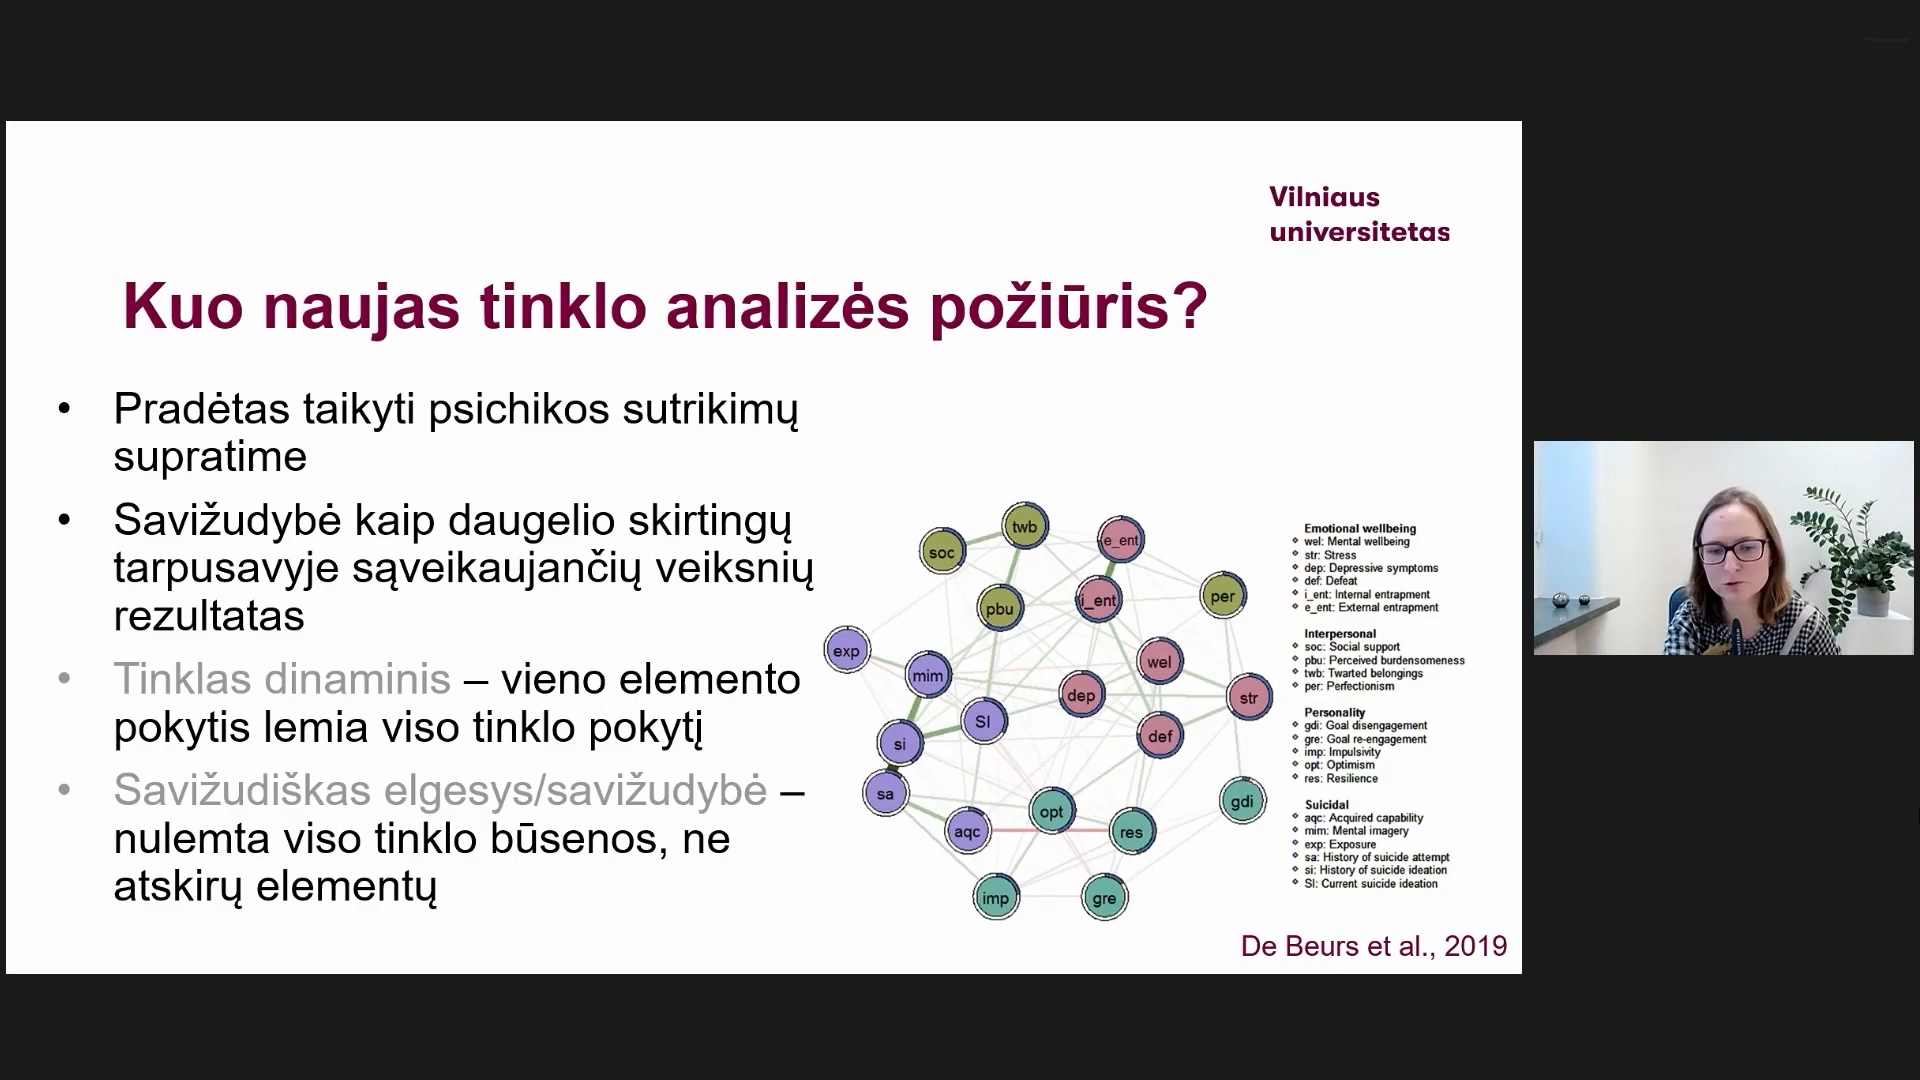 Vilniaus
universitetas
Kuo naujas tinklo analizės požiūris?
• Pradėtas taikyti psichikos sutrikimų
supratime
• Savižudybė kaip daugelio skirtingų
tarpusavyje sąveikaujančių veiksnių
rezultatas
• Tinklas dinaminis – vieno elemento
pokytis lemia viso tinklo pokytį
• Savižudiškas elgesys/savižudybė –
nulemta viso tinklo būsenos, ne
atskirų elementų
twb
e_ent
soc
i_ent
per
pbu
exp
wel
mim
dep
str
SI
def
si
sa
gdi
opt
aqc
res
imp
gre
Emotional wellbeing
wel: Mental wellbeing
str: Stress
dep: Depressive symptoms
def: Defeat
i_ent: Internal entrapment
e_ent: External entrapment
Interpersonal
soc: Social support
pbu: Perceived burdensomeness
twb: Twarted belongings
per: Perfectionism
Personality
gdi: Goal disengagement
gre: Goal re-engagement
imp: Impulsivity
opt: Optimism
res: Resilience
Suicidal
aqc: Acquired capability
mim: Mental imagery
exp: Exposure
sa: History of suicide attempt
si: History of suicide ideation
SI: Current suicide ideation
De Beurs et al., 2019